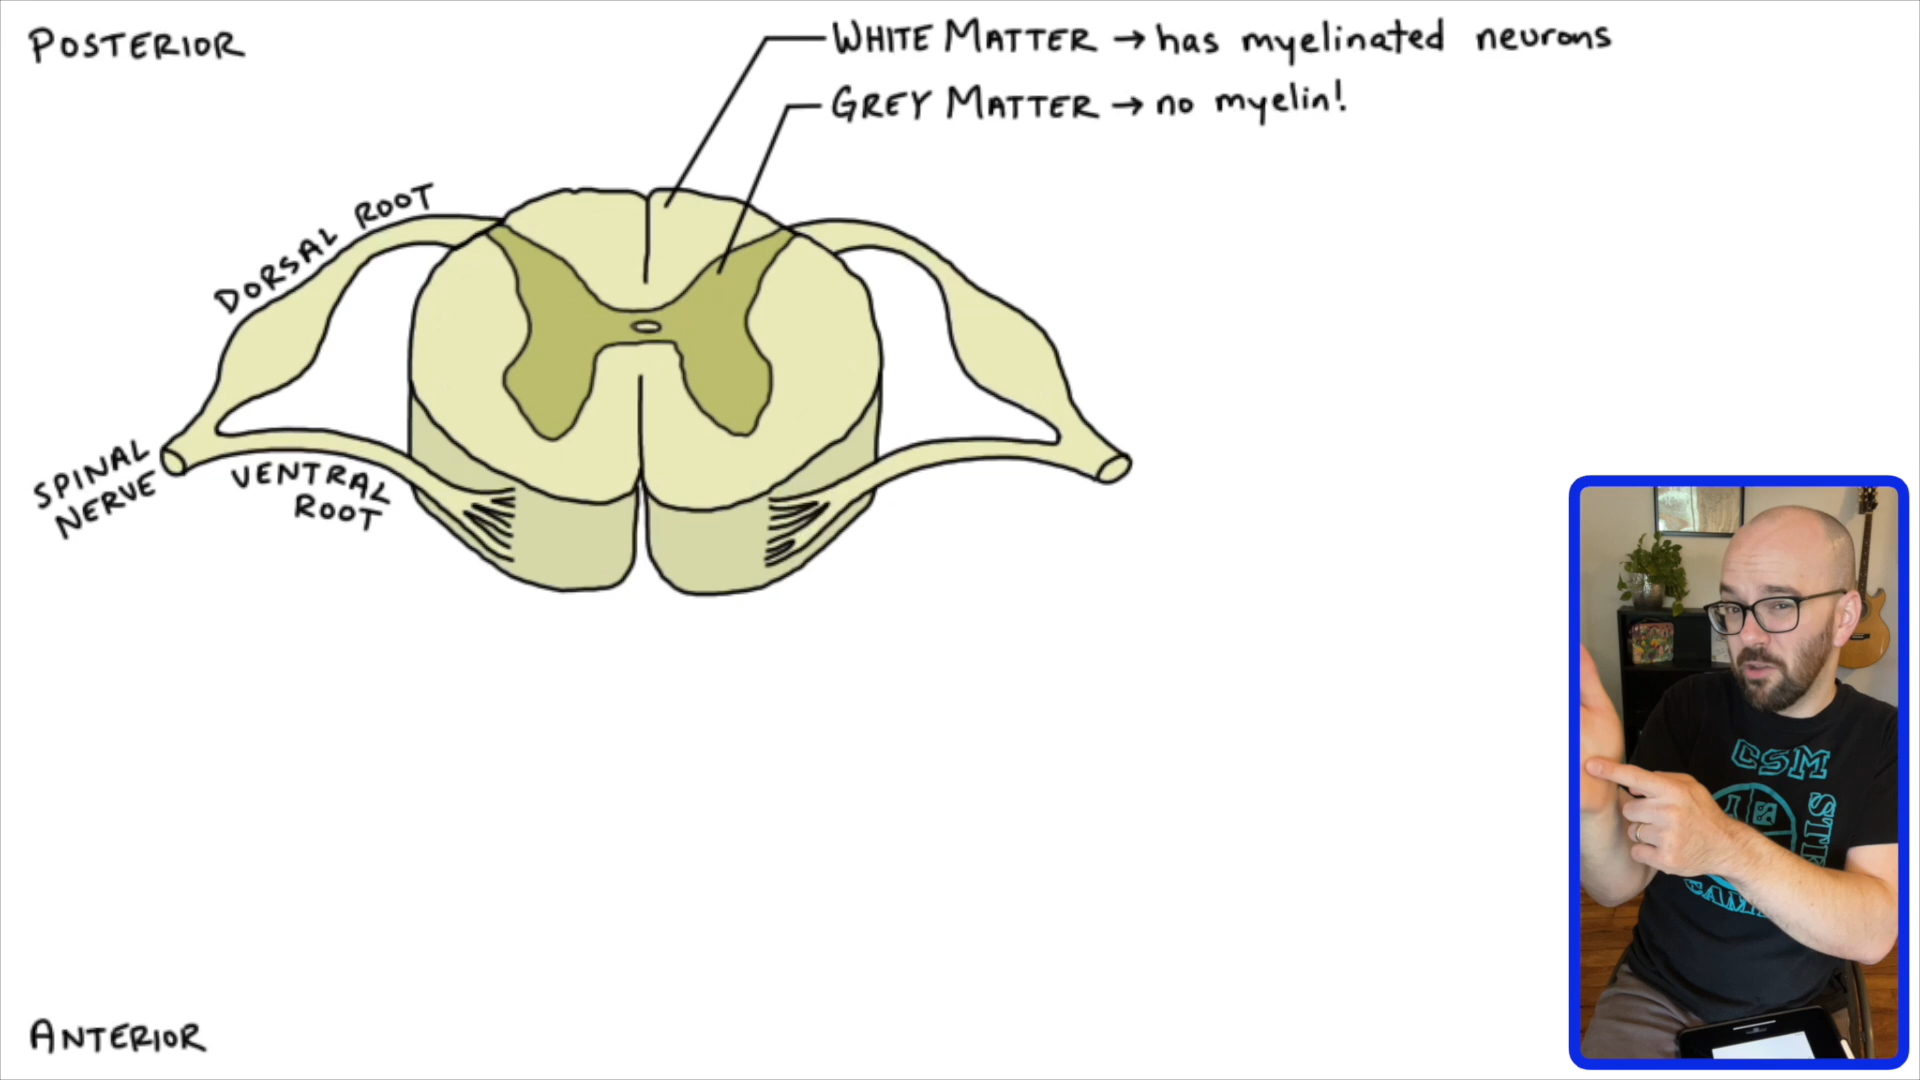 POSTERIOR
WHITE MATTER → has myelinated neurons
GREY MATTER → no myelin!
DORSAL ROOT
SPINAL
NERVE
VENTRAL
ROOT
CSM
ANTERIOR